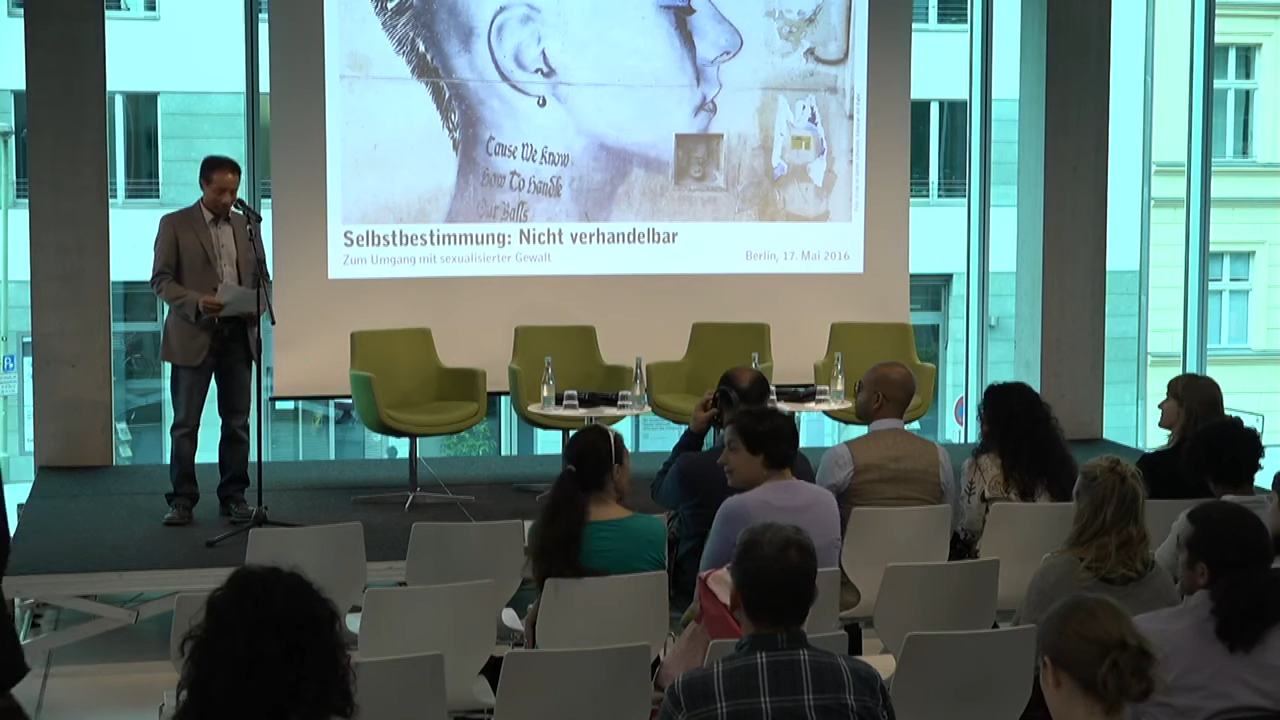 Cause We Know
How To Handle
Our Balls
Selbstbestimmung: Nicht verhandelbar
Zum Umgang mit sexualisierter Gewalt
Berlin, 17. Mai 2016